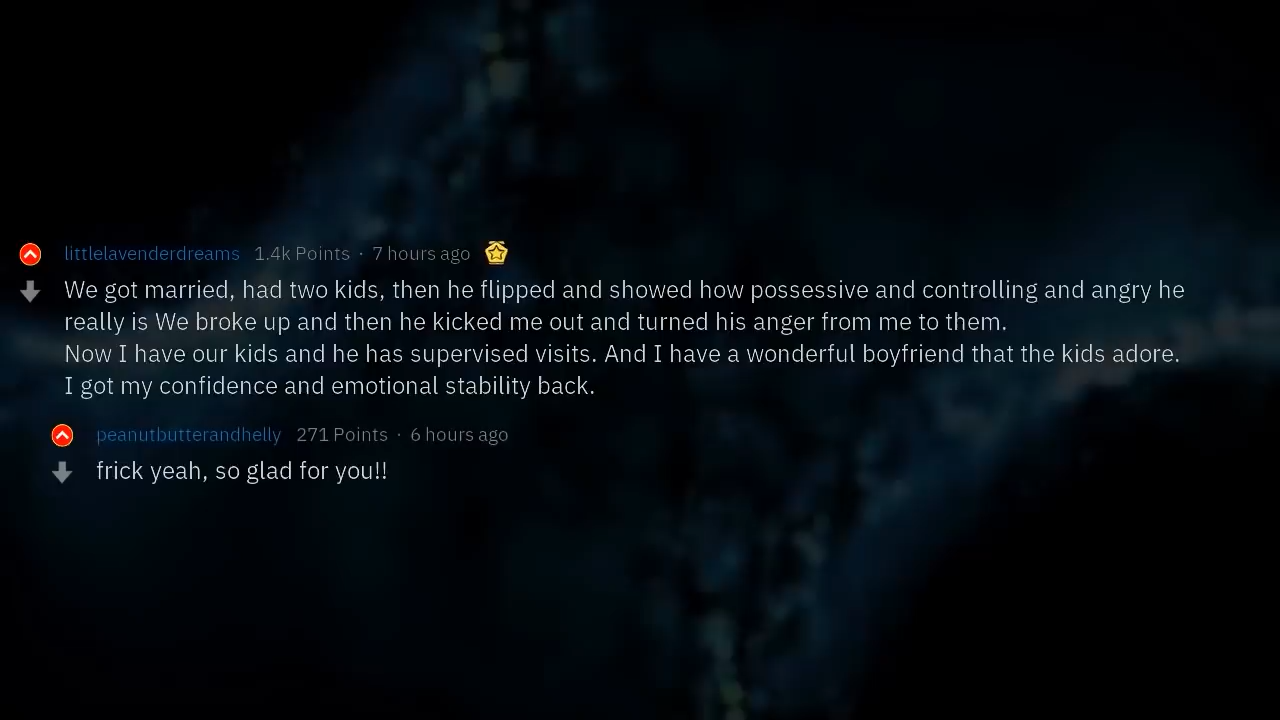 littlelavenderdreams 1.4k Points · 7 hours ago
We got married, had two kids, then he flipped and showed how possessive and controlling and angry he
really is We broke up and then he kicked me out and turned his anger from me to them.
Now I have our kids and he has supervised visits. And I have a wonderful boyfriend that the kids adore.
I got my confidence and emotional stability back.
peanutbutterandhelly 271 Points · 6 hours ago
frick yeah, so glad for you!!